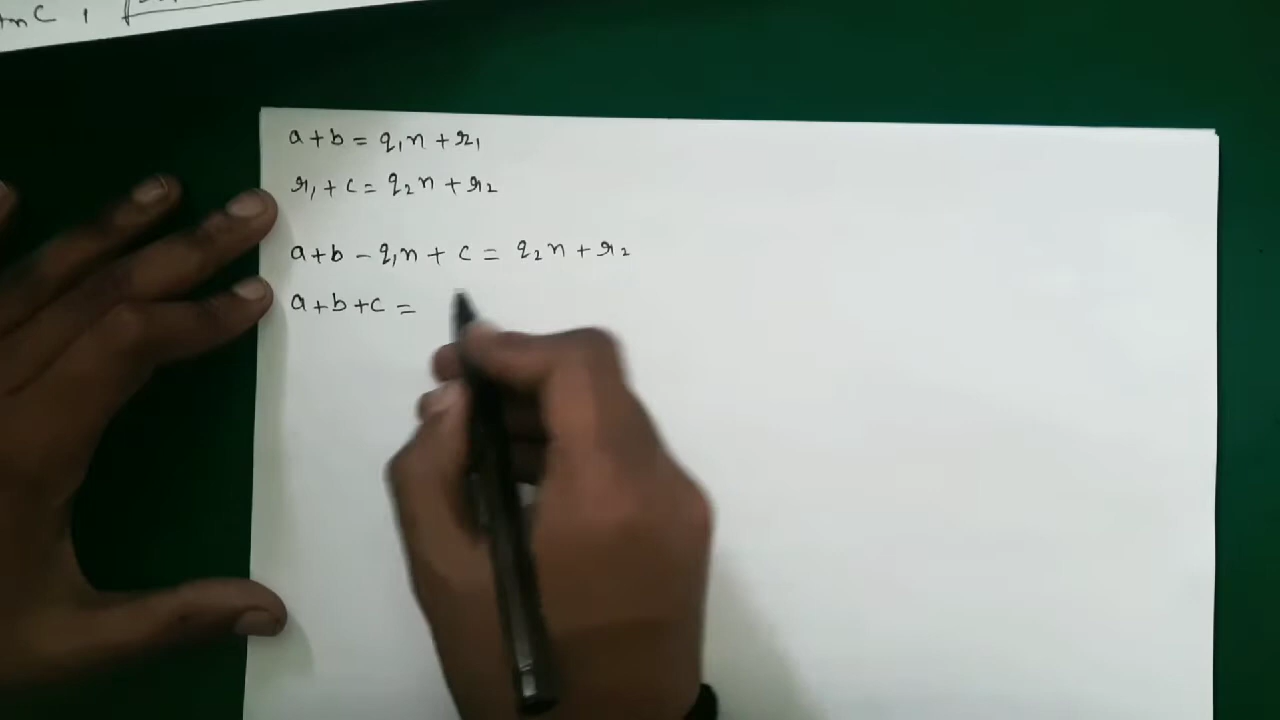 a+b = q₁n + r₁
r₁ + c = q₂n + r₂
a+b - q₁n + c = q₂n + r₂
a+b+c =